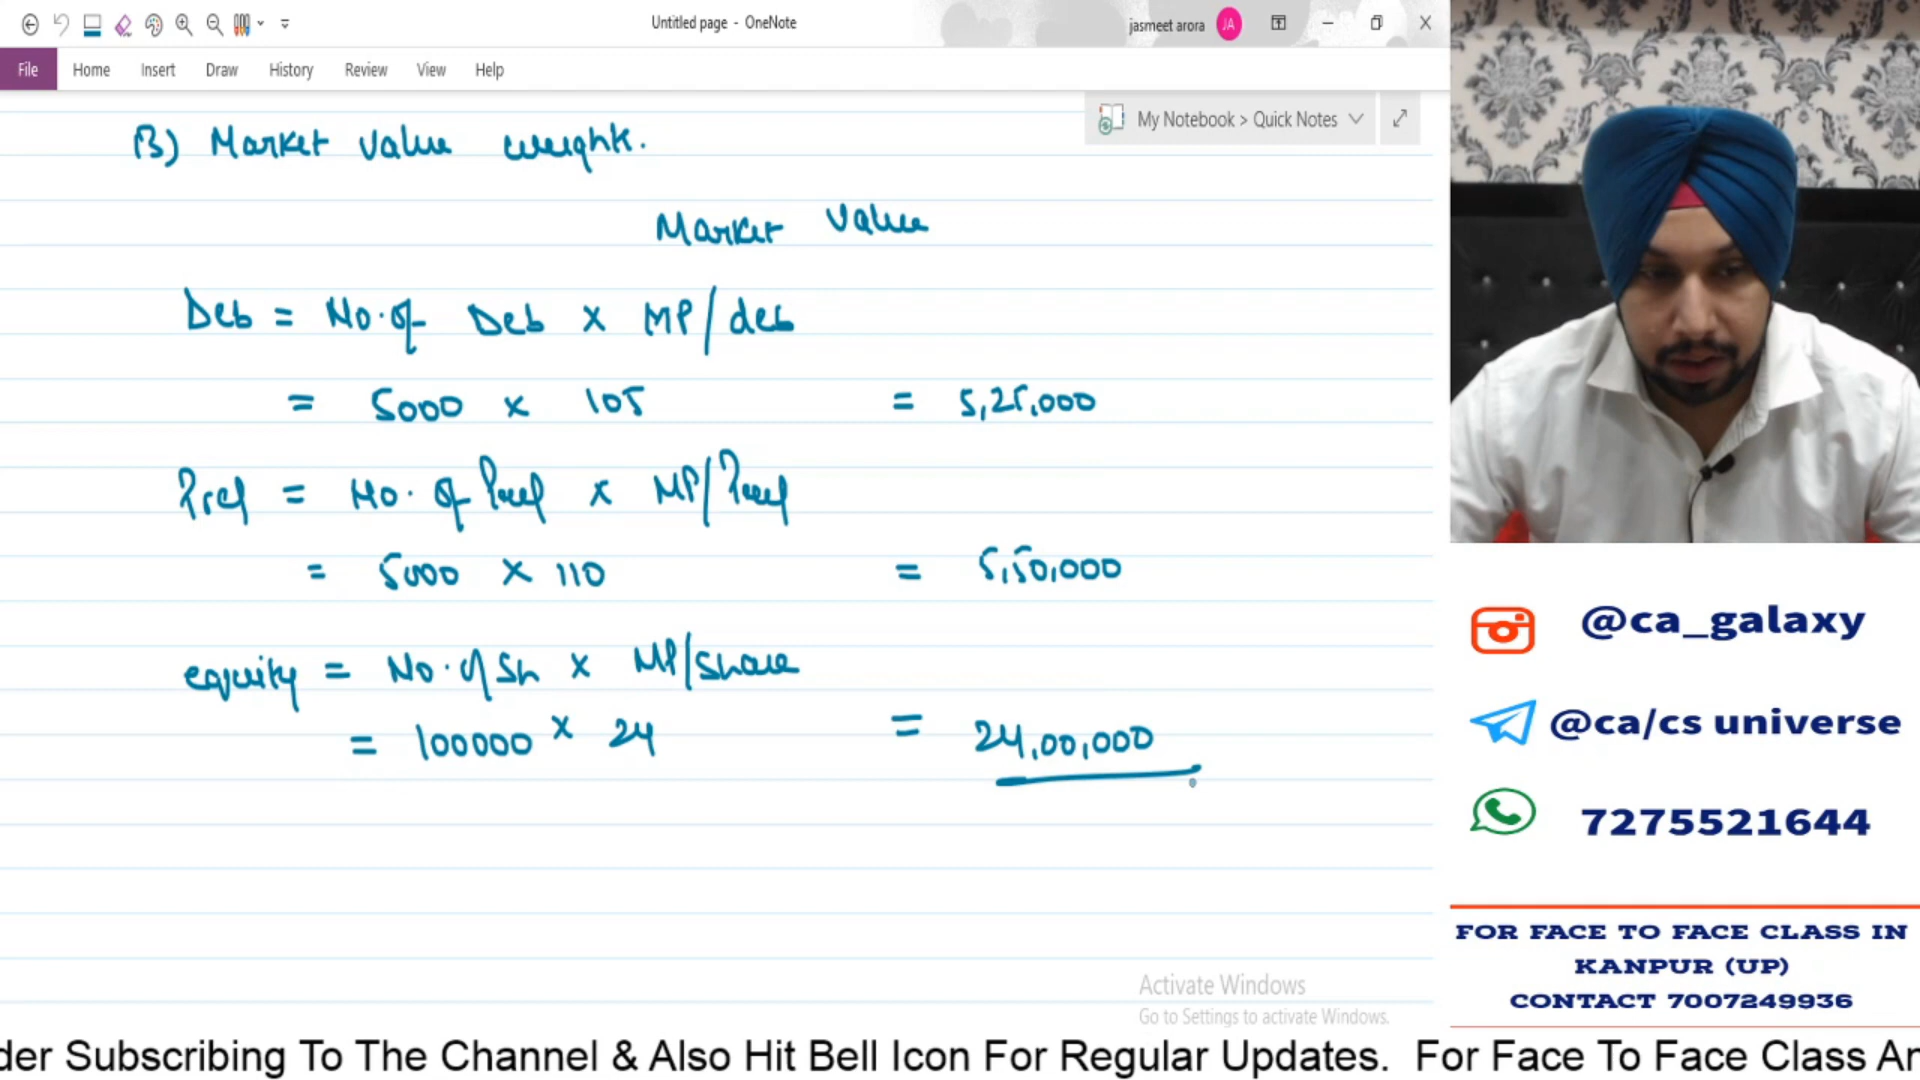 Untitled page - OneNote
jasmeet arora JA
File Home Insert Draw History Review View Help
My Notebook > Quick Notes
B) Market value weights.
Market value
Deb = No. of Deb x MP/deb
= 5000 x 105 = 5,25,000
Pref = No. of Pref x MP/Pref
= 5000 x 110 = 5,50,000
equity = No. of Sh x MP/share
= 100000 x 24 = 24,00,000
@ca_galaxy
@ca/cs universe
7275521644
FOR FACE TO FACE CLASS IN
KANPUR (UP)
CONTACT 7007249936
Activate Windows
Go to Settings to activate Windows.
der Subscribing To The Channel & Also Hit Bell Icon For Regular Updates. For Face To Face Class Ar